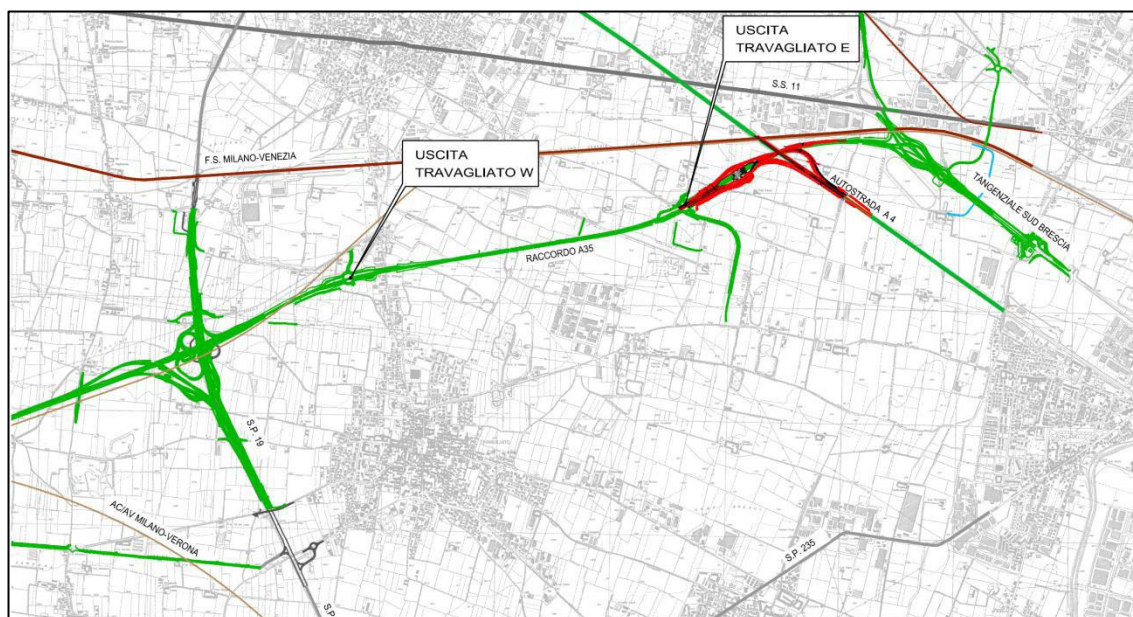 USCITA
TRAVAGLIATO E
S.S. 11
F.S. MILANO-VENEZIA
USCITA
TRAVAGLIATO W
AUTOSTRADA A 4
TANGENZIALE SUD BRESCIA
RACCORDO A35
S.P. 19
AC/AV MILANO-VERONA
S.P. 235
S.P.